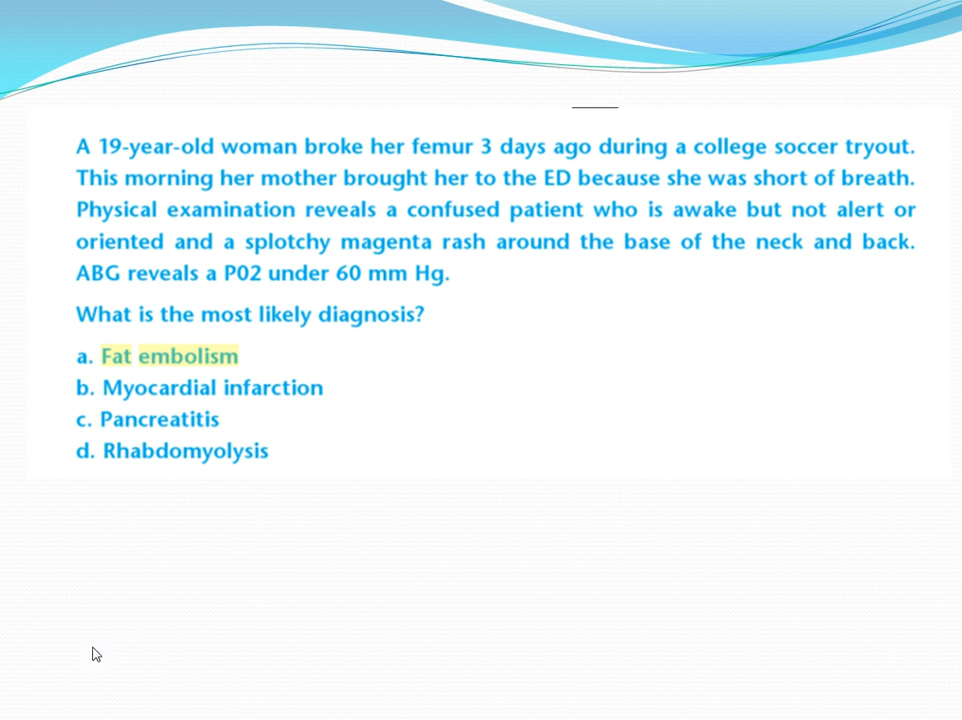 A 19-year-old woman broke her femur 3 days ago during a college soccer tryout.
This morning her mother brought her to the ED because she was short of breath.
Physical examination reveals a confused patient who is awake but not alert or
oriented and a splotchy magenta rash around the base of the neck and back.
ABG reveals a P02 under 60 mm Hg.
What is the most likely diagnosis?
a. Fat embolism
b. Myocardial infarction
c. Pancreatitis
d. Rhabdomyolysis